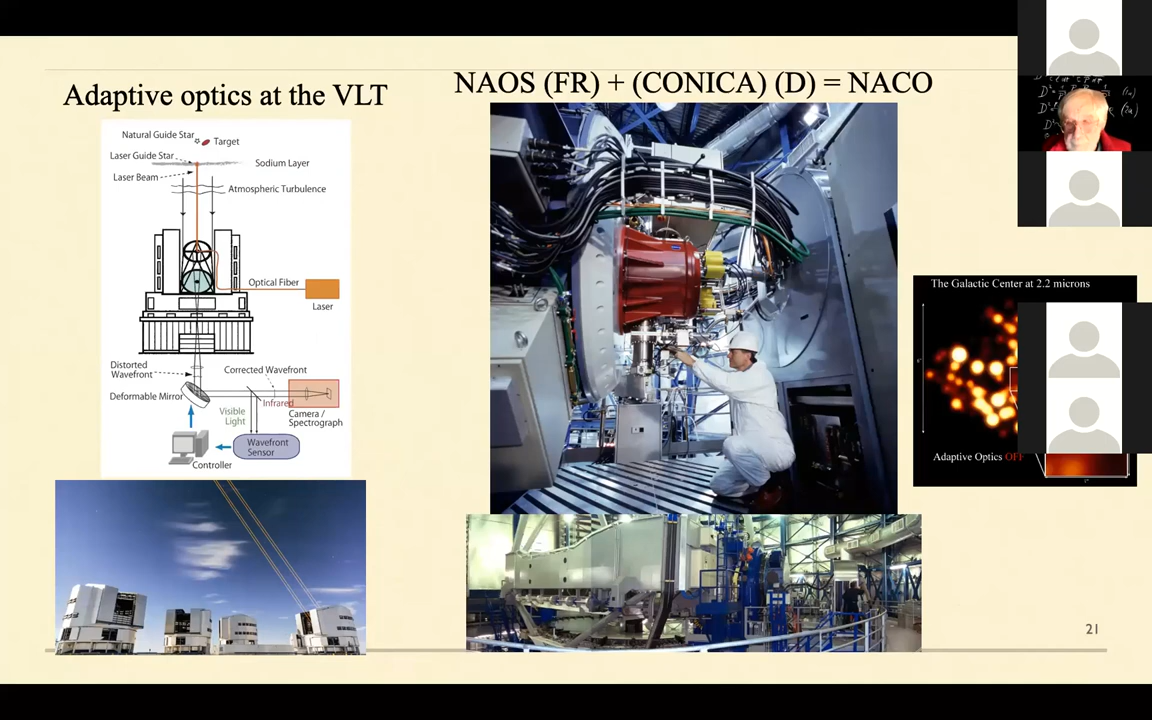 Adaptive optics at the VLT
NAOS (FR) + (CONICA) (D) = NACO
Natural Guide Star
Target
Laser Guide Star
Sodium Layer
Laser Beam
Atmospheric Turbulence
Optical Fiber
Laser
Distorted
Wavefront
Corrected Wavefront
Deformable Mirror
Infrared
Visible
Light
Camera /
Spectrograph
Wavefront
Sensor
Controller
The Galactic Center at 2.2 microns
Adaptive Optics OFF
21